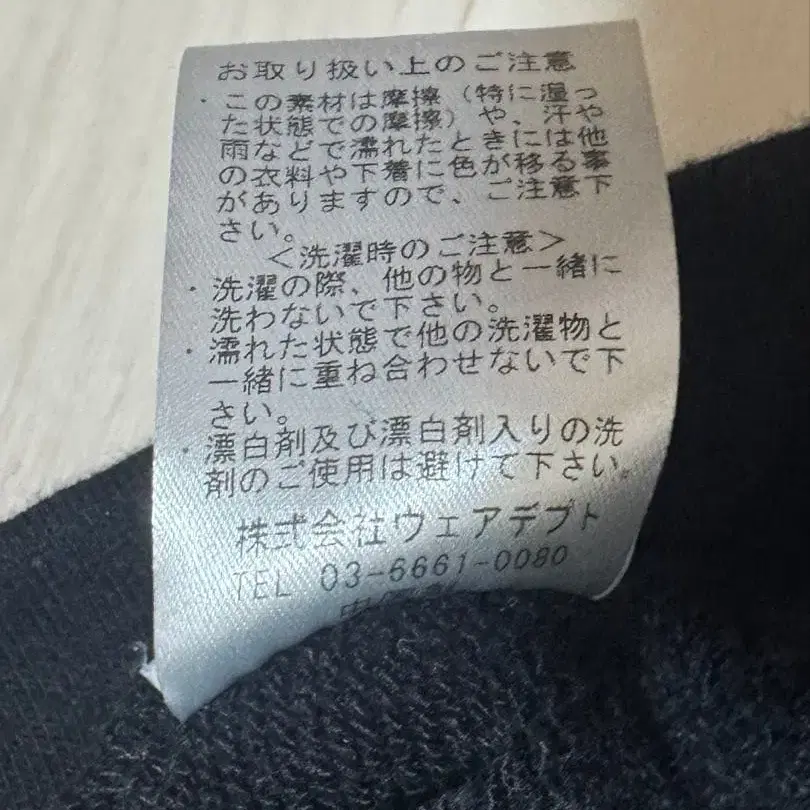 お取り扱い上のご注意
・この素材は摩擦（特に湿っ
た状態での摩擦）や、汗や
雨などで濡れたときには他
の衣料や下着に色が移る事
がありますので、ご注意下
さい。
＜洗濯時のご注意＞
・洗濯の際、他の物と一緒に
洗わないで下さい。
・濡れた状態で他の洗濯物と
一緒に重ね合わせないで下
さい。
・漂白剤及び漂白剤入りの洗
剤のご使用は避けて下さい。
株式会社ウェアデプト
TEL 03-6661-0080